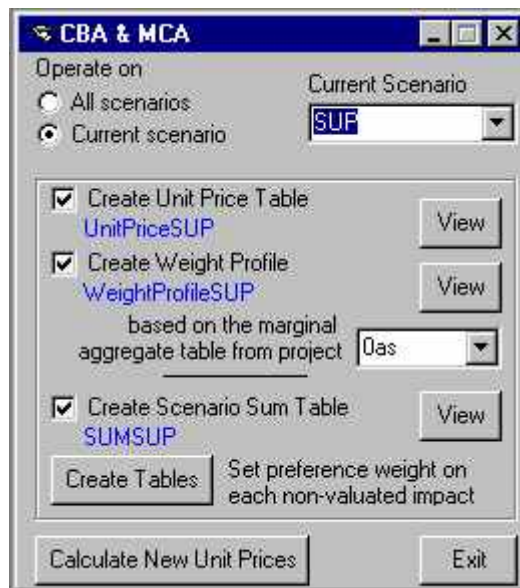 CBA & MCA
Operate on
All scenarios
Current scenario
Current Scenario
SUP
Create Unit Price Table
UnitPriceSUP
View
Create Weight Profile
WeightProfileSUP
View
based on the marginal
aggregate table from project
0as
Create Scenario Sum Table
SUMSUP
View
Create Tables
Set preference weight on
each non-valuated impact
Calculate New Unit Prices
Exit